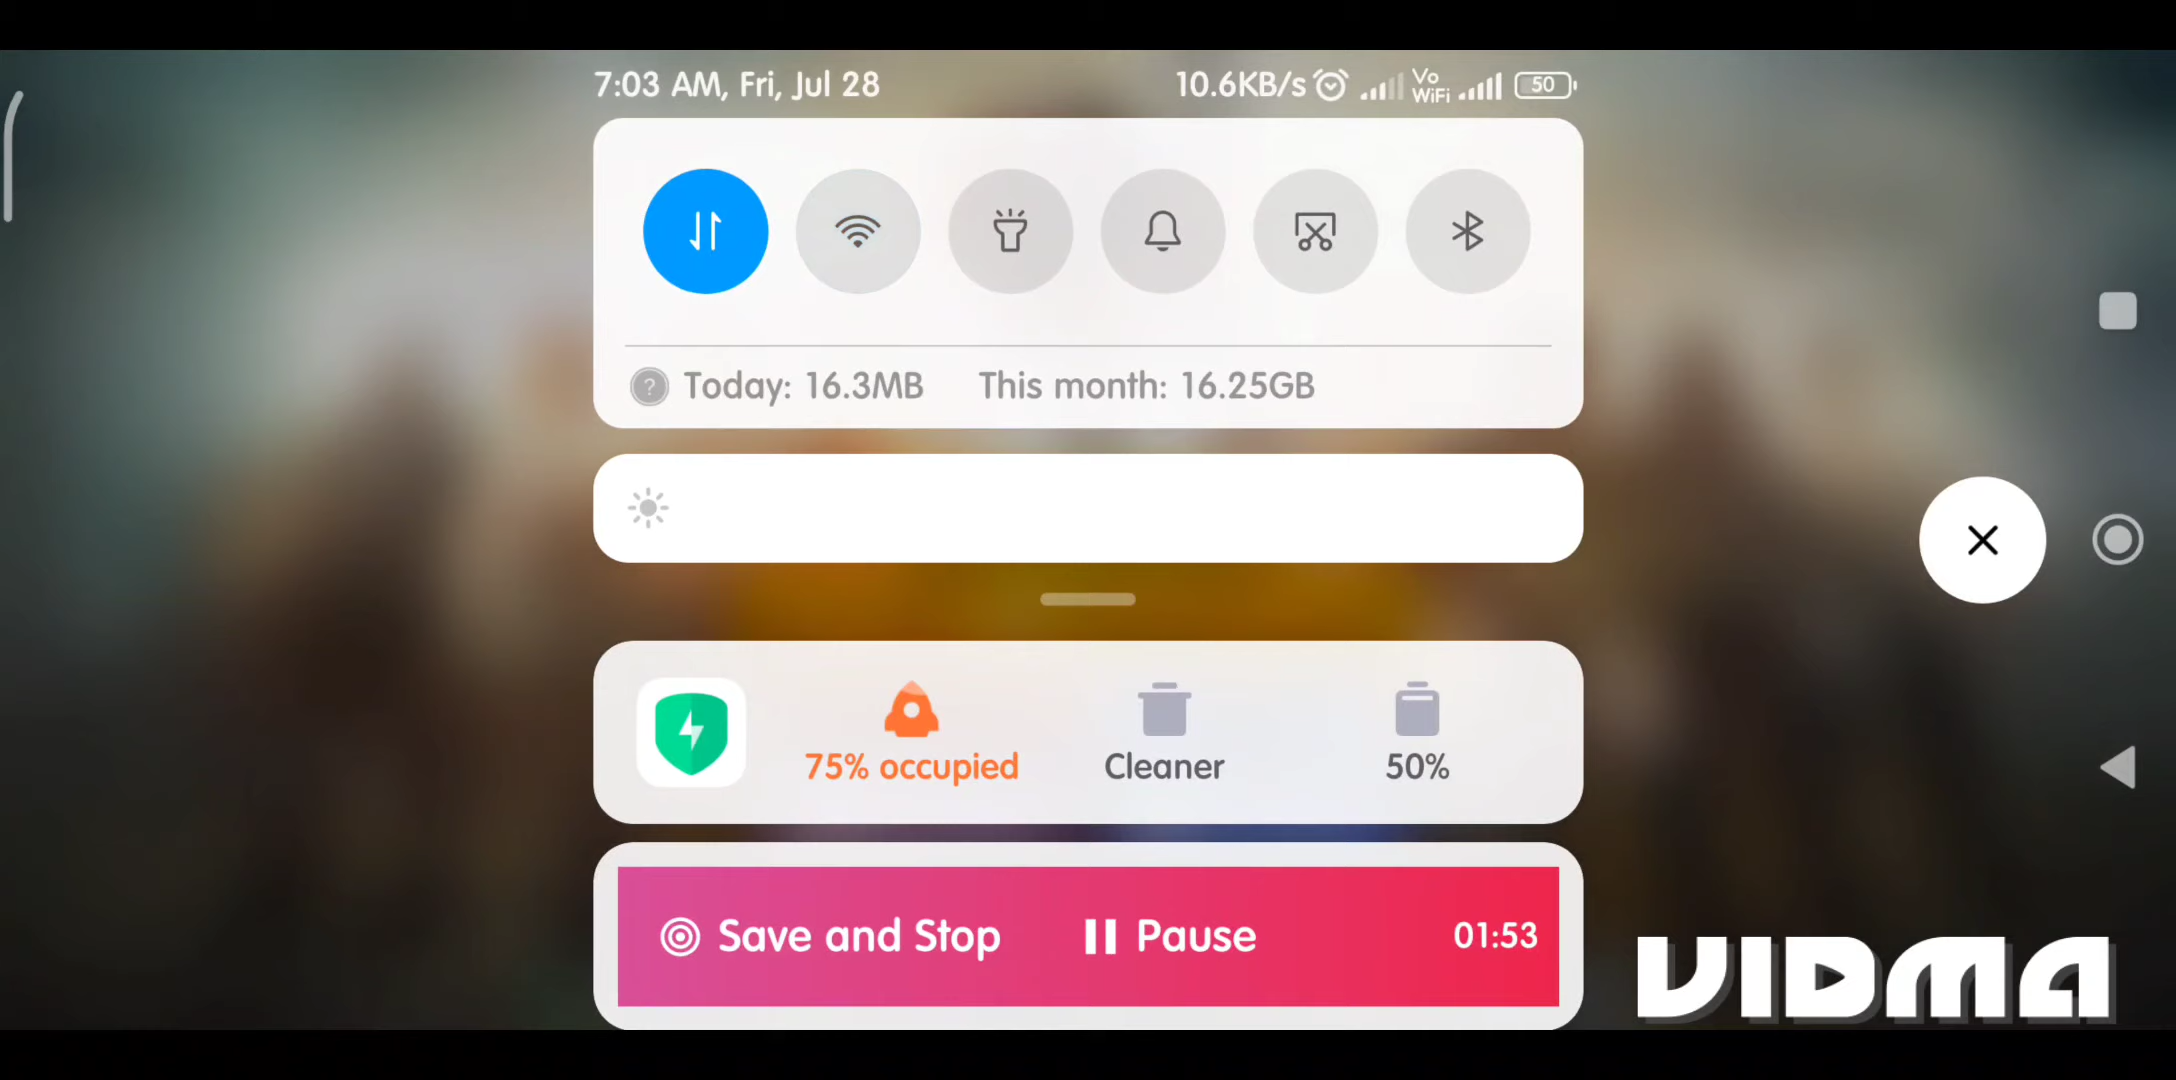 7:03 AM, Fri, Jul 28
10.6KB/s Vo WiFi 50
? Today: 16.3MB This month: 16.25GB
75% occupied Cleaner 50%
Save and Stop Pause 01:53
VIDMA